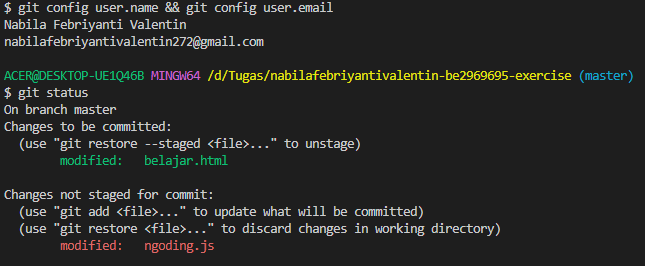 $ git config user.name && git config user.email
Nabila Febriyanti Valentin
nabilafebriyantivalentin272@gmail.com
ACER@DESKTOP-UE1Q46B MINGW64 /d/Tugas/nabilafebriyantivalentin-be2969695-exercise (master)
$ git status
On branch master
Changes to be committed:
  (use "git restore --staged <file>..." to unstage)
        modified:   belajar.html
Changes not staged for commit:
  (use "git add <file>..." to update what will be committed)
  (use "git restore <file>..." to discard changes in working directory)
        modified:   ngoding.js